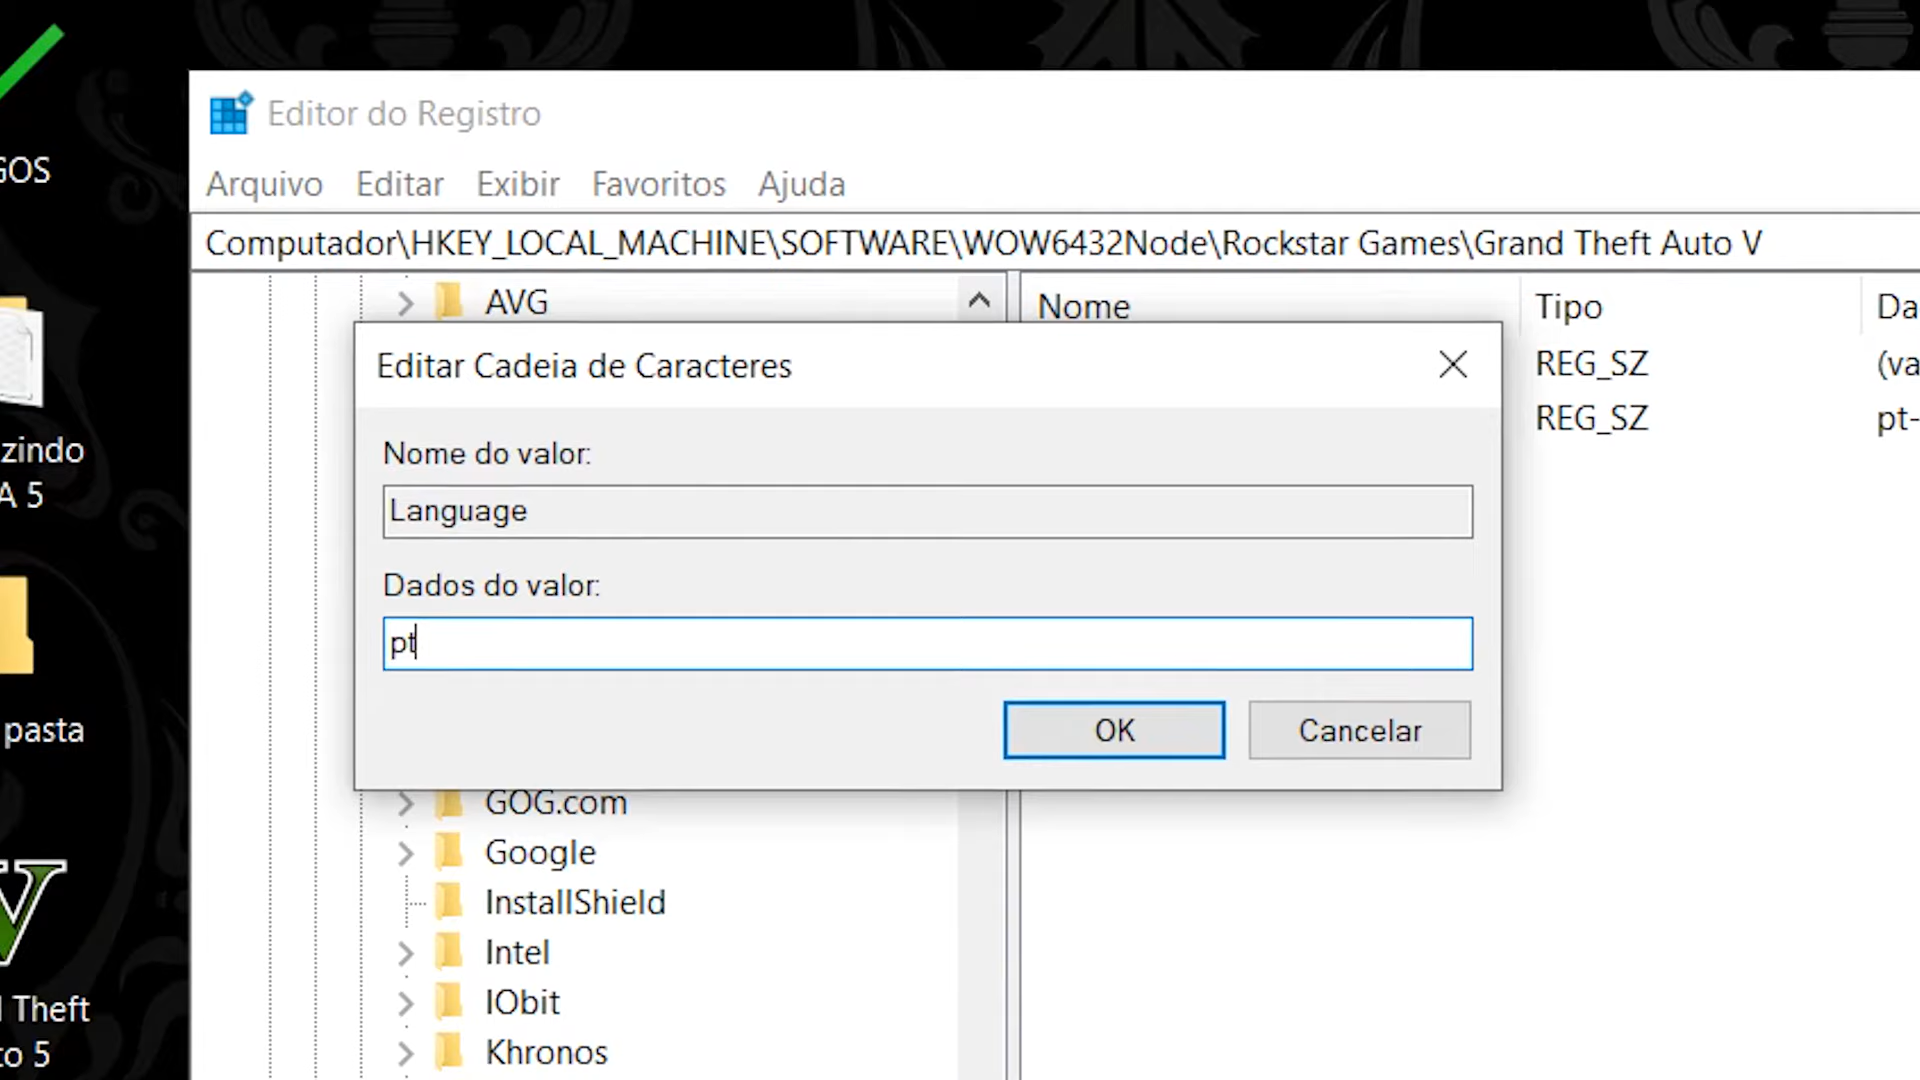 GOS
zindo
A 5
pasta
Theft
to 5
Editor do Registro
Arquivo Editar Exibir Favoritos Ajuda
Computador\HKEY_LOCAL_MACHINE\SOFTWARE\WOW6432Node\Rockstar Games\Grand Theft Auto V
AVG
Nome Tipo Da
REG_SZ (va
REG_SZ pt-
Editar Cadeia de Caracteres
Nome do valor:
Language
Dados do valor:
pt
OK Cancelar
GOG.com
Google
InstallShield
Intel
IObit
Khronos